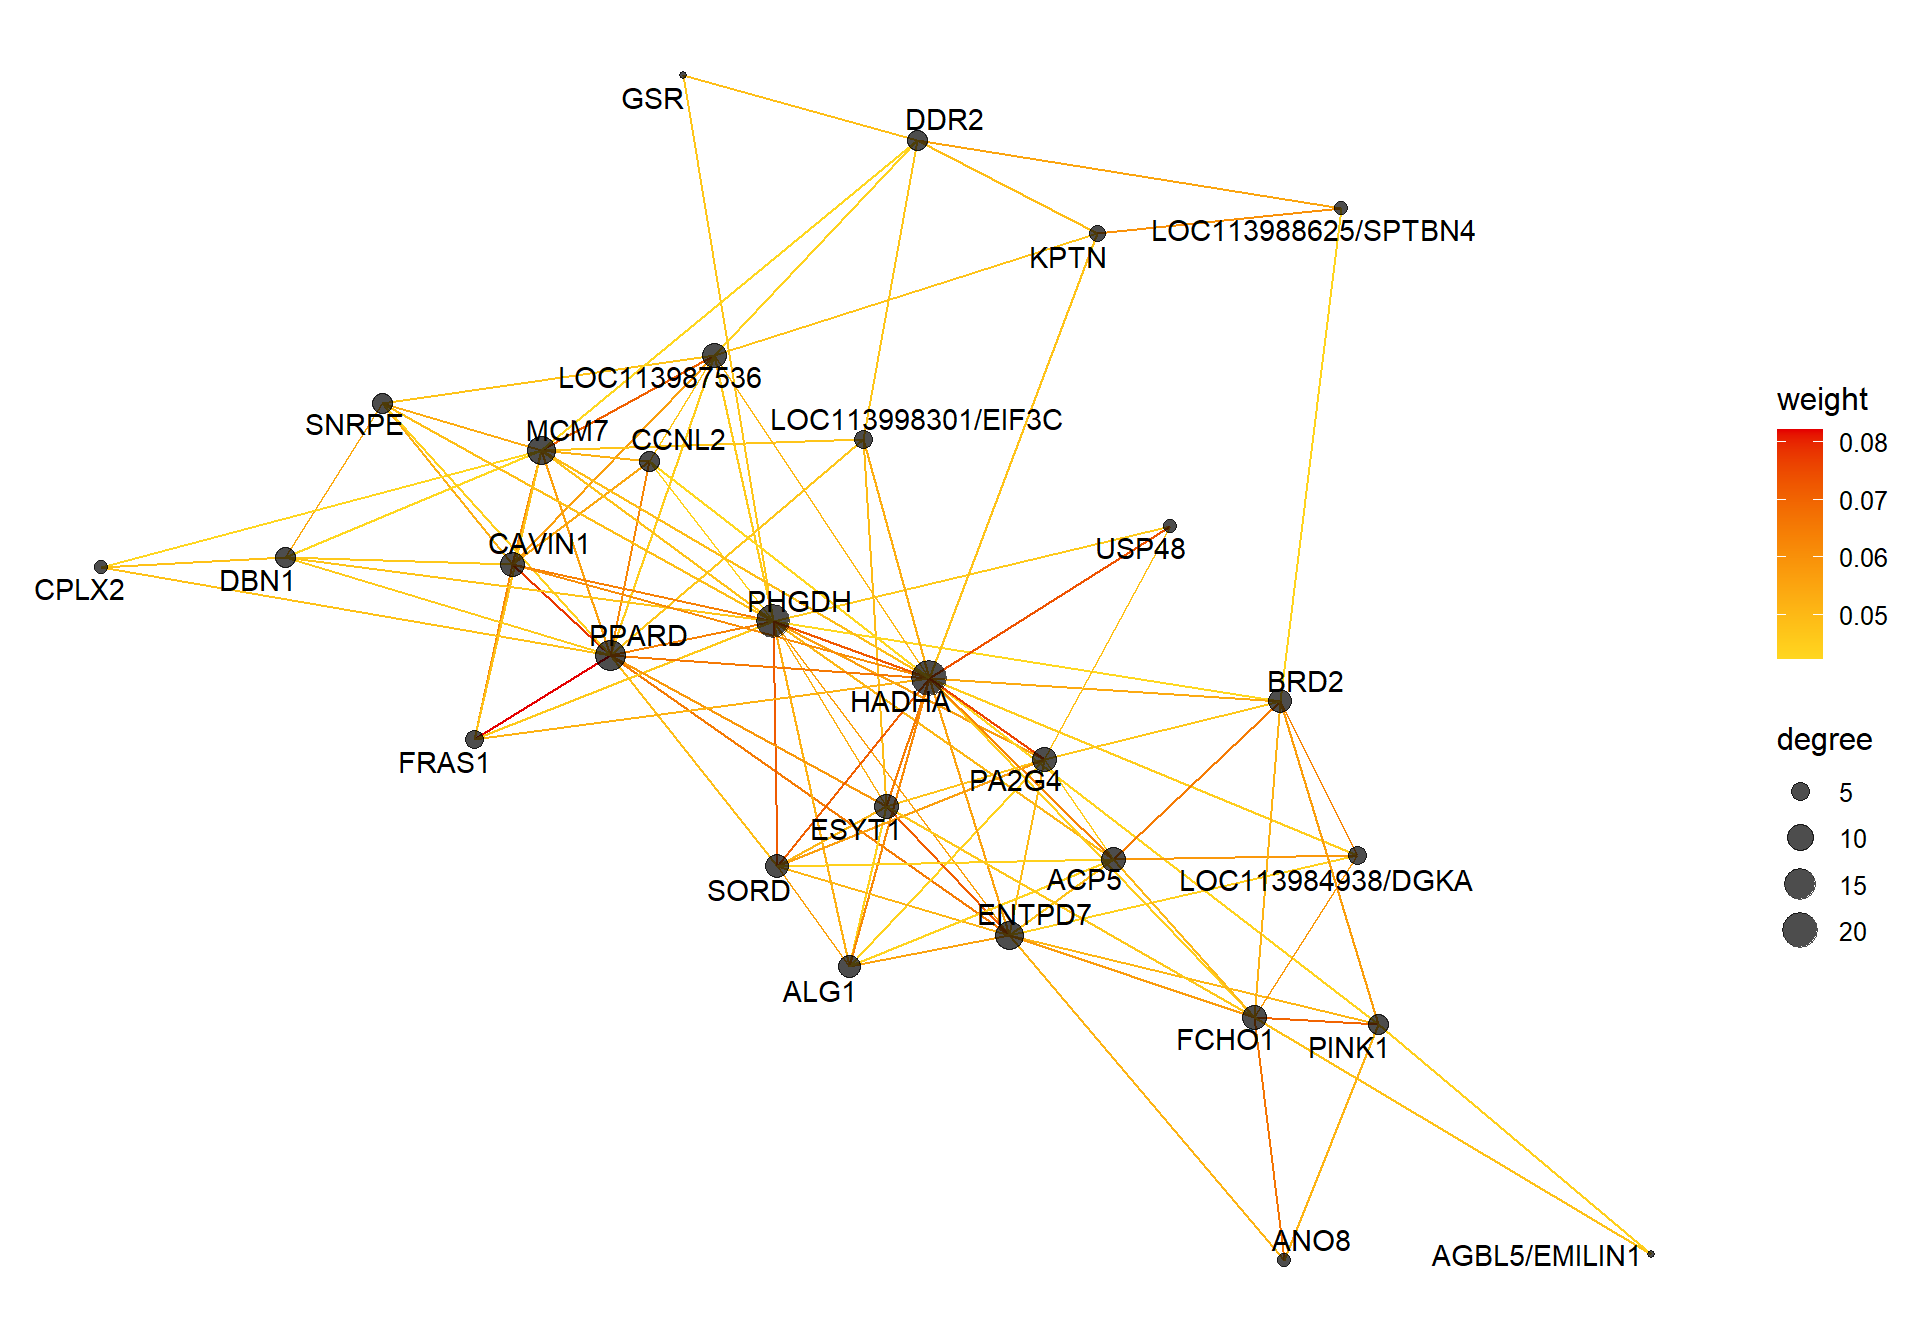 GSR
DDR2
LOC113988625/SPTBN4
KPTN
LOC113987536
SNRPE
MCM7
CCNL2
LOC113998301/EIF3C
CAVIN1
USP48
CPLX2
DBN1
PHGDH
PPARD
HADHA
BRD2
FRAS1
PA2G4
ESYT1
SORD
ACP5
LOC113984938/DGKA
ENTPD7
ALG1
FCHO1
PINK1
ANO8
AGBL5/EMILIN1
weight
0.08
0.07
0.06
0.05
degree
5
10
15
20